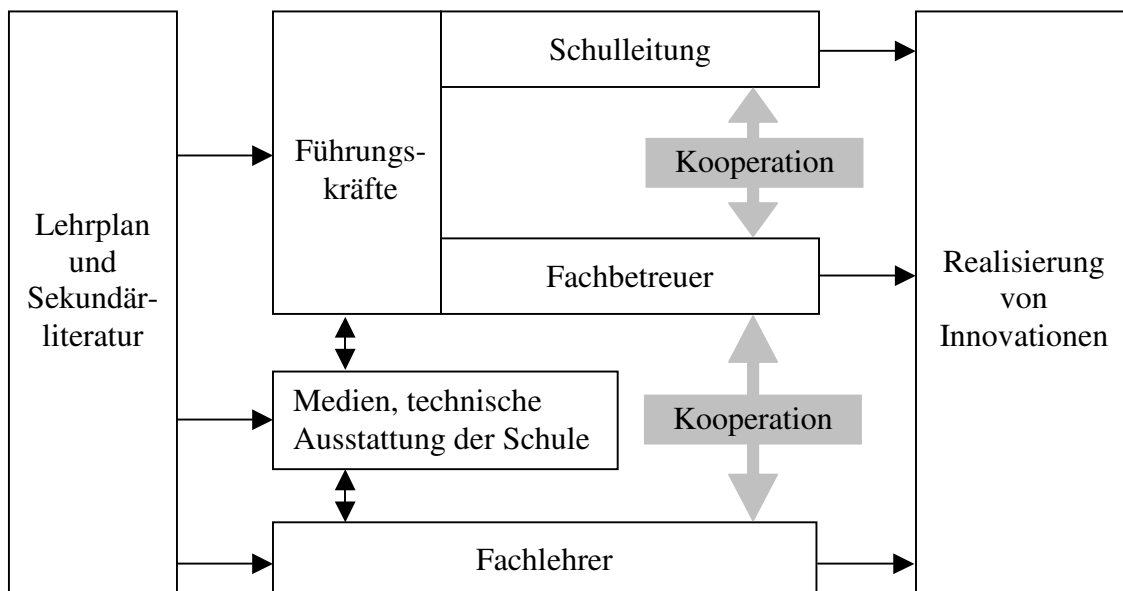 Lehrplan
und
Sekundär-
literatur
Führungs-
kräfte
Schulleitung
Kooperation
Fachbetreuer
Medien, technische
Ausstattung der Schule
Kooperation
Fachlehrer
Realisierung
von
Innovationen